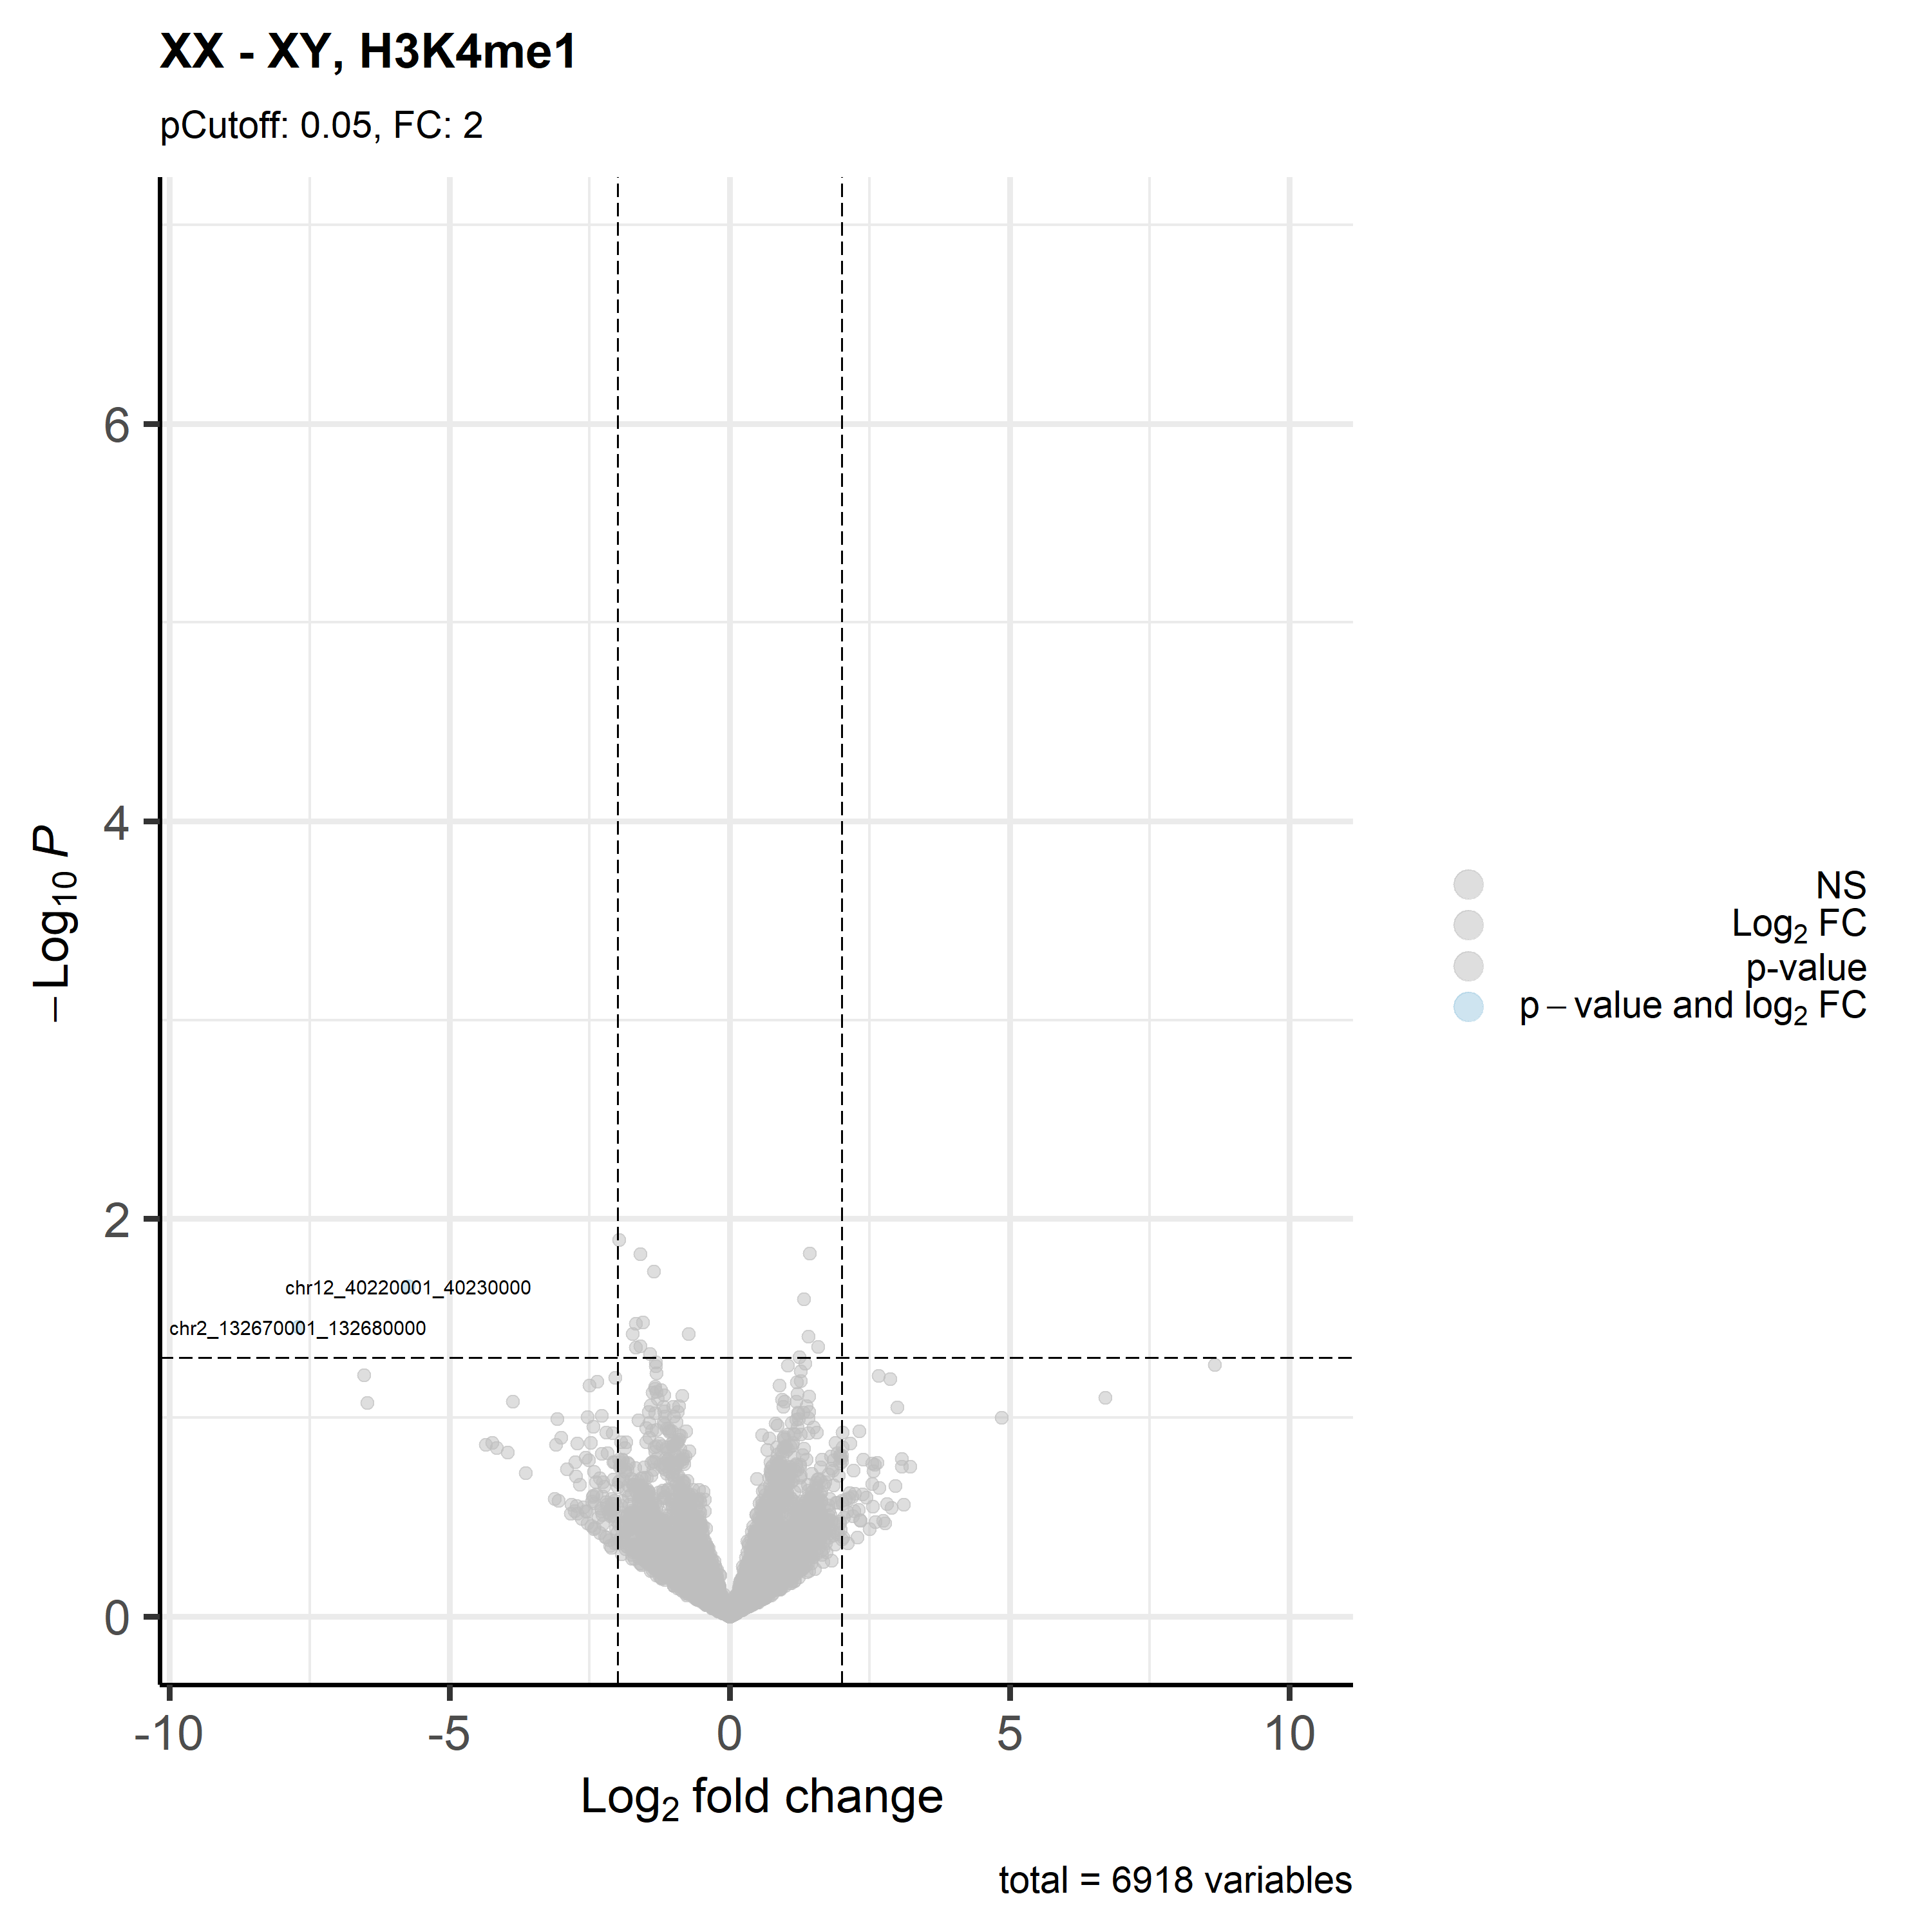 XX - XY, H3K4me1
pCutoff: 0.05, FC: 2
6
4
2
0
−Log10 P
chr12_40220001_40230000
chr2_132670001_132680000
-10
-5
0
5
10
Log2 fold change
NS
Log2 FC
p-value
p − value and log2 FC
total = 6918 variables